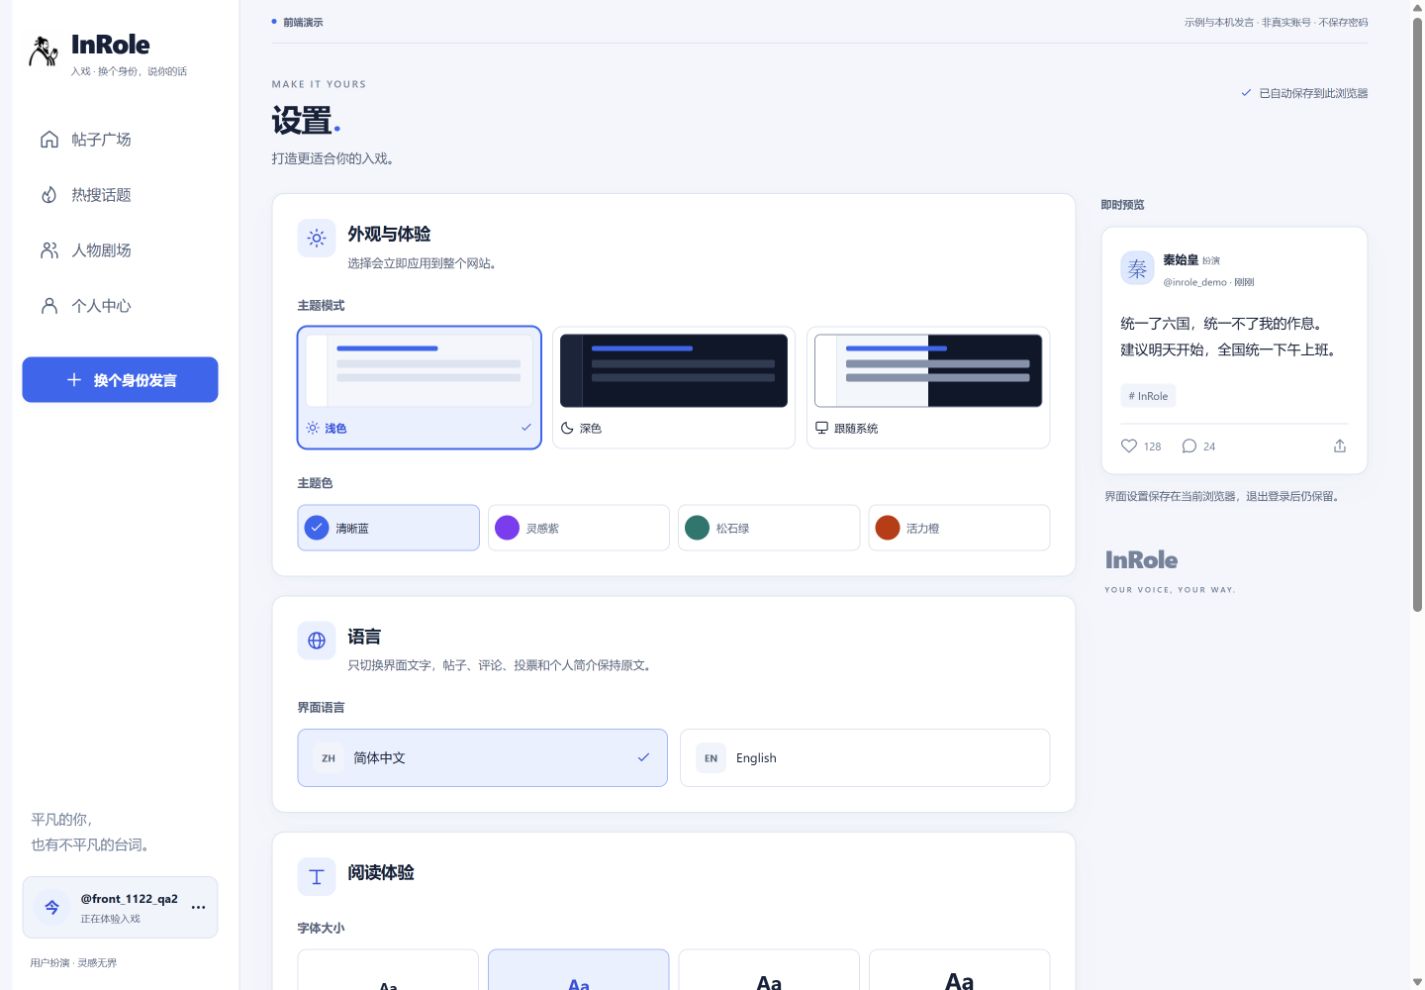 InRole
入戏 · 换个身份，说你的话
帖子广场
热搜话题
人物剧场
个人中心
换个身份发言
平凡的你，
也有不平凡的台词。
今
@front_1122_qa2
正在体验入戏
用户扮演 · 灵感无界
前端演示
示例与本机发言 · 非真实账号 · 不保存密码
MAKE IT YOURS
设置.
打造更适合你的入戏。
已自动保存到此浏览器
外观与体验
选择会立即应用到整个网站。
主题模式
浅色
深色
跟随系统
主题色
清晰蓝
灵感紫
松石绿
活力橙
语言
只切换界面文字，帖子、评论、投票和个人简介保持原文。
界面语言
ZH 简体中文
EN English
阅读体验
字体大小
Aa Aa Aa Aa
即时预览
秦
秦始皇 扮演
@inrole_demo · 刚刚
统一了六国，统一不了我的作息。
建议明天开始，全国统一下午上班。
# InRole
128 24
界面设置保存在当前浏览器，退出登录后仍保留。
InRole
YOUR VOICE, YOUR WAY.